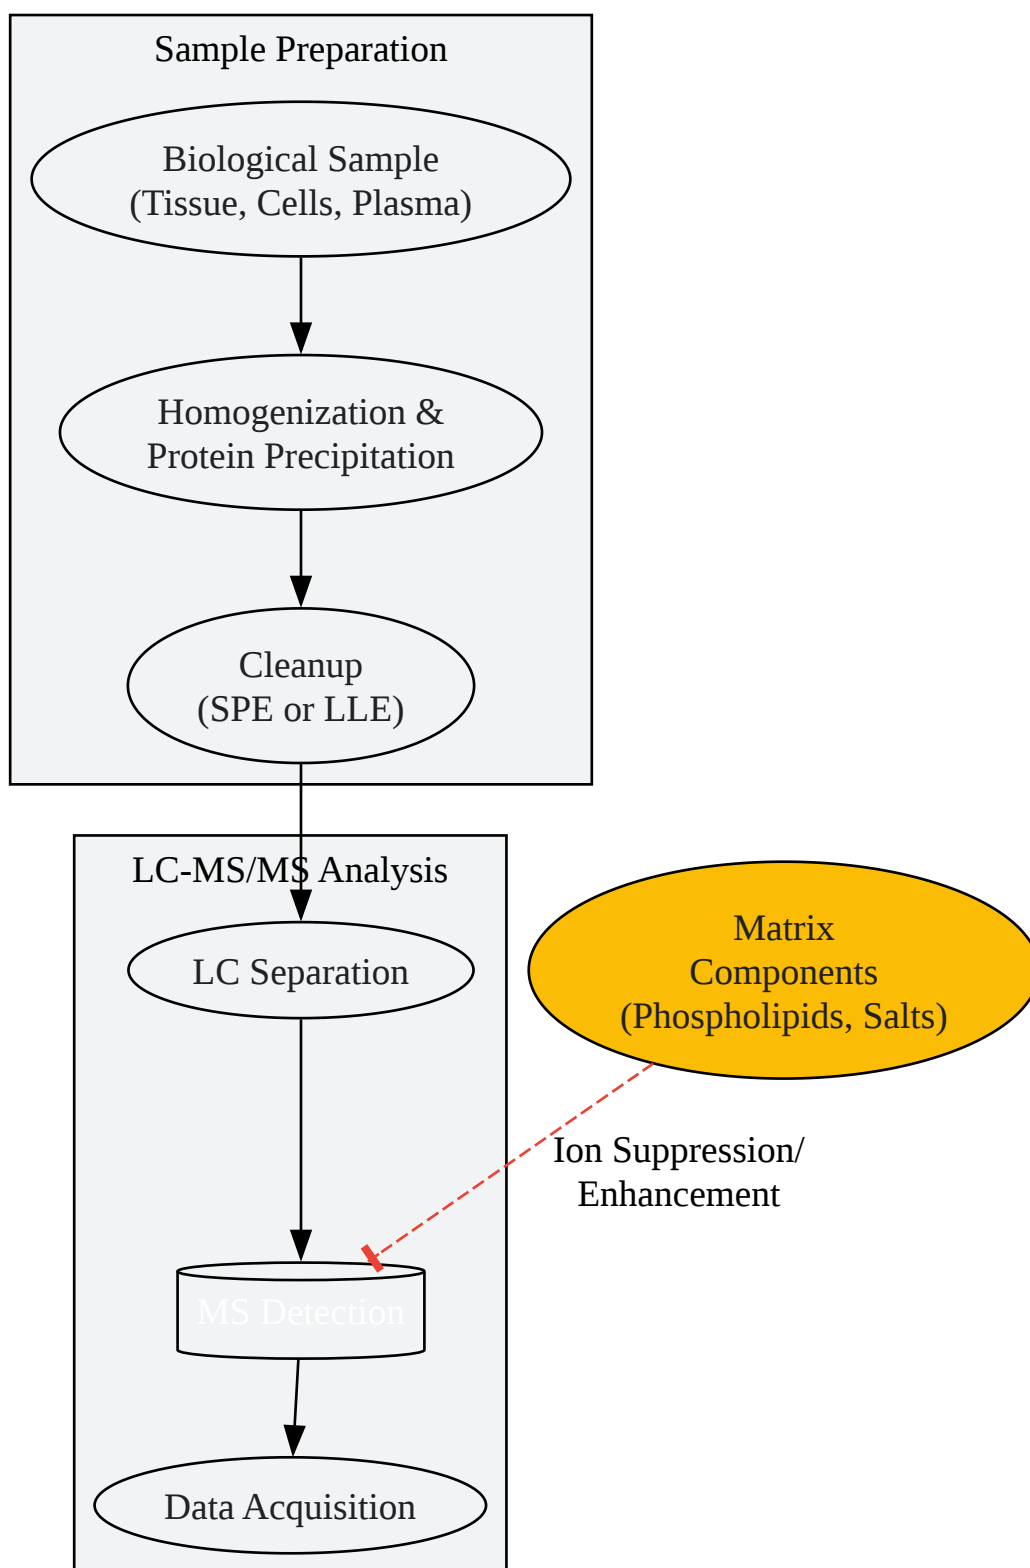 Sample Preparation
Biological Sample
(Tissue, Cells, Plasma)
Homogenization &
Protein Precipitation
Cleanup
(SPE or LLE)
LC-MS/MS Analysis
LC Separation
Matrix
Components
(Phospholipids, Salts)
Ion Suppression/
Enhancement
MS Detection
Data Acquisition